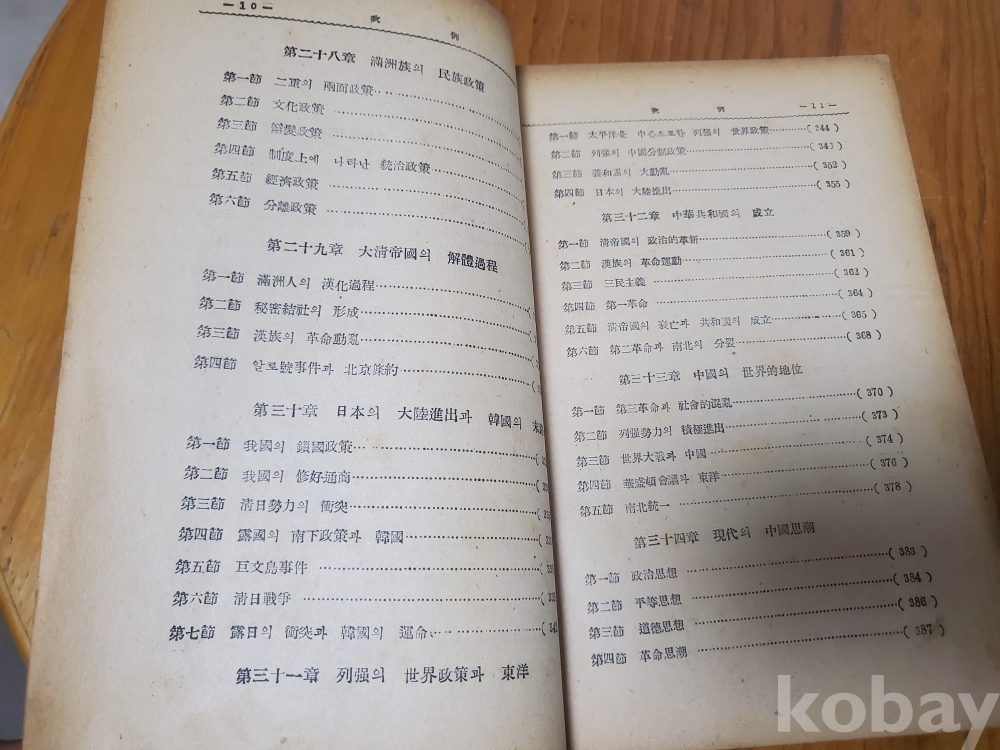 —10—
第二十八章 滿洲族의 民族政策
第一節 二重의 兩面政策
第二節 文化政策
第三節 辮髮政策
第四節 制度上에 나타난 統治政策
第五節 經濟政策
第六節 分離政策
第二十九章 大淸帝國의 解體過程
第一節 滿洲人의 漢化過程
第二節 秘密結社의 形成
第三節 漢族의 革命動亂
第四節 알로號事件과 北京條約
第三十章 日本의 大陸進出과 韓國의
第一節 我國의 鎖國政策
第二節 我國의 修好通商
第三節 淸日勢力의 衝突
第四節 露國의 南下政策과 韓國
第五節 巨文島事件
第六節 淸日戰爭
第七節 露日의 衝突과 韓國의 運命
第三十一章 列强의 世界政策과 東洋
—11—
第一節 太平洋을 中心으로한 列强의 世界政策 (344)
第二節 列强의 中國分割政策
第三節 義和團의 大動亂 (352)
第四節 日本의 大陸進出 (355)
第三十二章 中華共和國의 成立
第一節 淸帝國의 政治的革新 (359)
第二節 漢族의 革命運動 (361)
第三節 三民主義 (362)
第四節 第一革命 (364)
第五節 淸帝國의 衰亡과 共和國의 成立 (365)
第六節 第二革命과 南北의 分裂 (368)
第三十三章 中國의 世界的地位
第一節 第三革命과 社會的混亂 (370)
第二節 列强勢力의 積極進出 (373)
第三節 世界大戰과 中國 (374)
第四節 華盛頓會議와 東洋 (376)
第五節 南北統一 (378)
第三十四章 現代의 中國思潮
第一節 政治思想 (383)
第二節 平等思想 (384)
第三節 道德思想 (386)
第四節 革命思潮 (387)
kobay